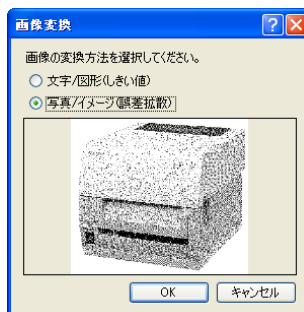 画像変換
画像の変換方法を選択してください。
文字/図形(しきい値)
写真/イメージ(誤差拡散)
OK
キャンセル